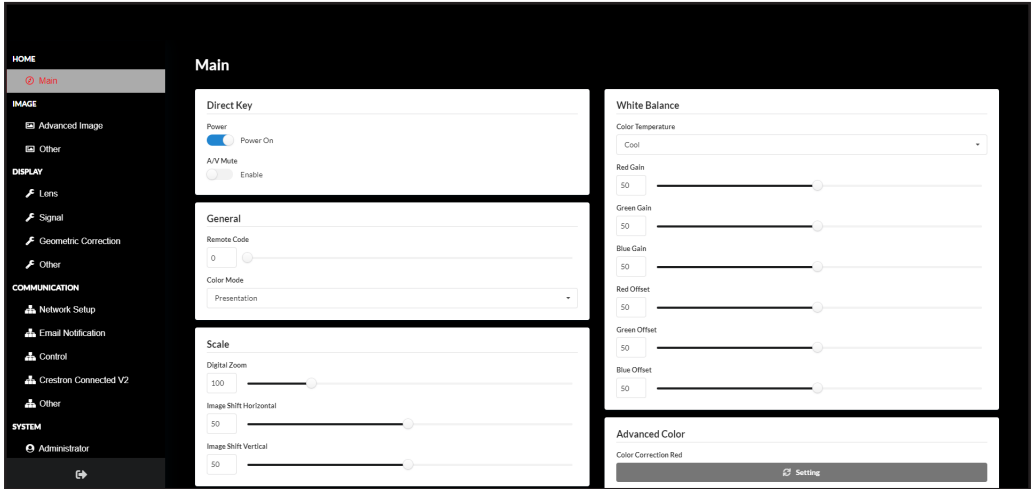 HOME
Main
IMAGE
Advanced Image
Other
DISPLAY
Lens
Signal
Geometric Correction
Other
COMMUNICATION
Network Setup
Email Notification
Control
Crestron Connected V2
Other
SYSTEM
Administrator
Main
Direct Key
Power
Power On
A/V Mute
Enable
General
Remote Code
0
Color Mode
Presentation
Scale
Digital Zoom
100
Image Shift Horizontal
50
Image Shift Vertical
50
White Balance
Color Temperature
Cool
Red Gain
50
Green Gain
50
Blue Gain
50
Red Offset
50
Green Offset
50
Blue Offset
50
Advanced Color
Color Correction Red
Setting